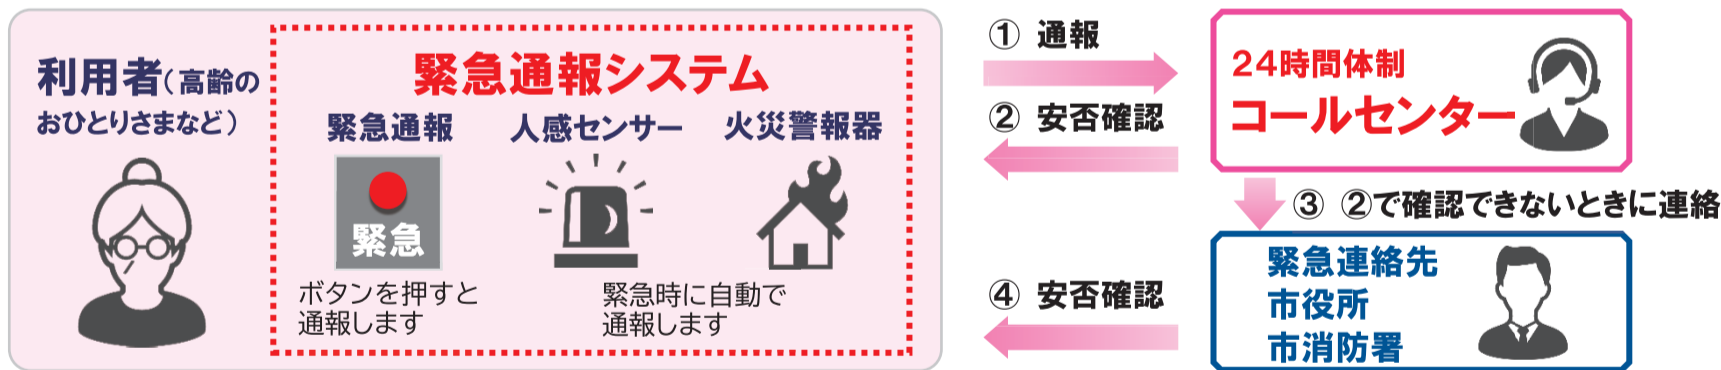 利用者（高齢の
おひとりさまなど）
緊急通報システム
緊急通報
人感センサー
火災警報器
緊急
ボタンを押すと
通報します
緊急時に自動で
通報します
① 通報
② 安否確認
24時間体制
コールセンター
③ ②で確認できないときに連絡
④ 安否確認
緊急連絡先
市役所
市消防署